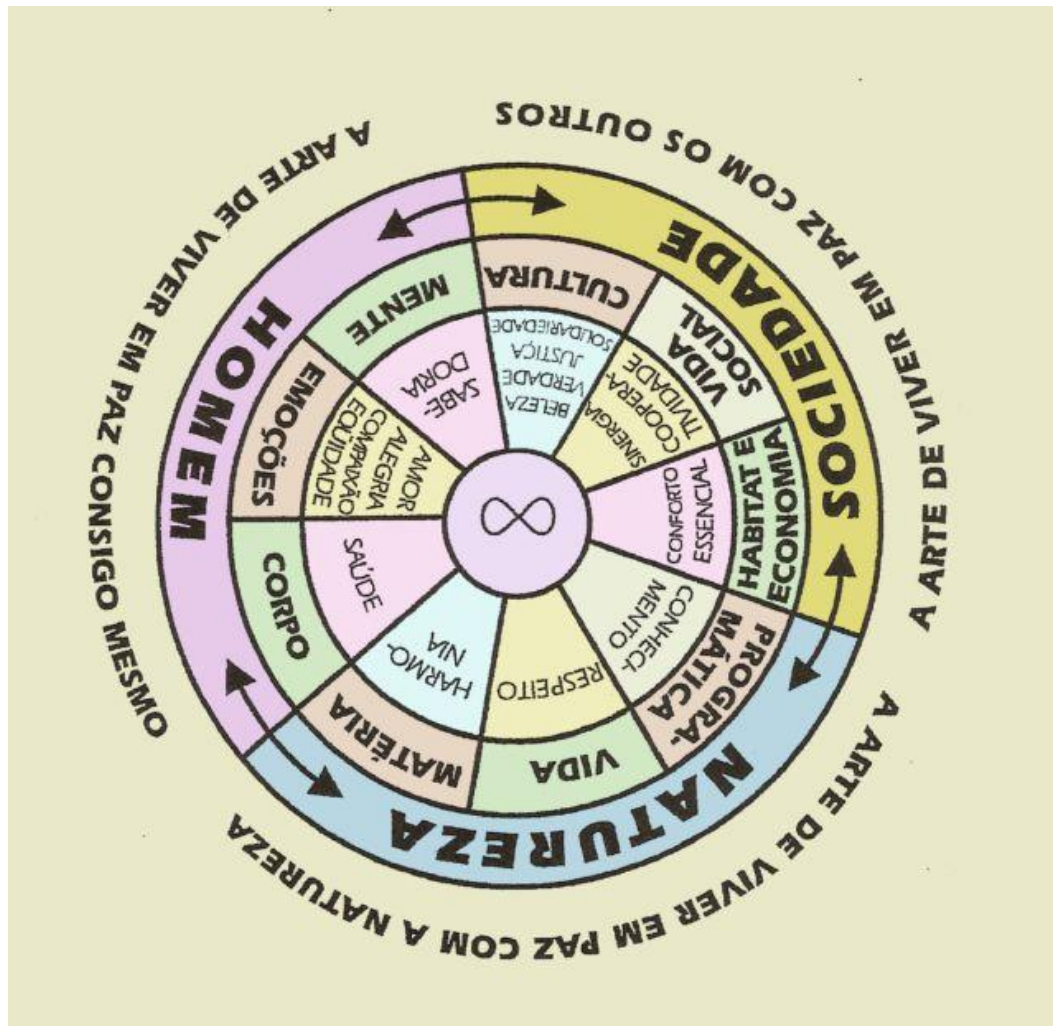 A ARTE DE VIVER EM PAZ CONSIGO MESMO
HOMEM
CORPO
SAÚDE
EMOÇÕES
AMOR
ALEGRIA
COMPAIXÃO
EQUIDADE
MENTE
SABE-
DORIA
A ARTE DE VIVER EM PAZ COM OS OUTROS
SOCIEDADE
CULTURA
SOLIDARIEDADE
JUSTIÇA
VERDADE
BELEZA
VIDA
SOCIAL
SINERGIA
COOPERA-
TIVIDADE
HABITAT E
ECONOMIA
CONFORTO
ESSENCIAL
A ARTE DE VIVER EM PAZ COM A NATUREZA
NATUREZA
PROGRA-
MÁTICA
CONHECI-
MENTO
VIDA
RESPEITO
MATÉRIA
HARMO-
NIA
∞